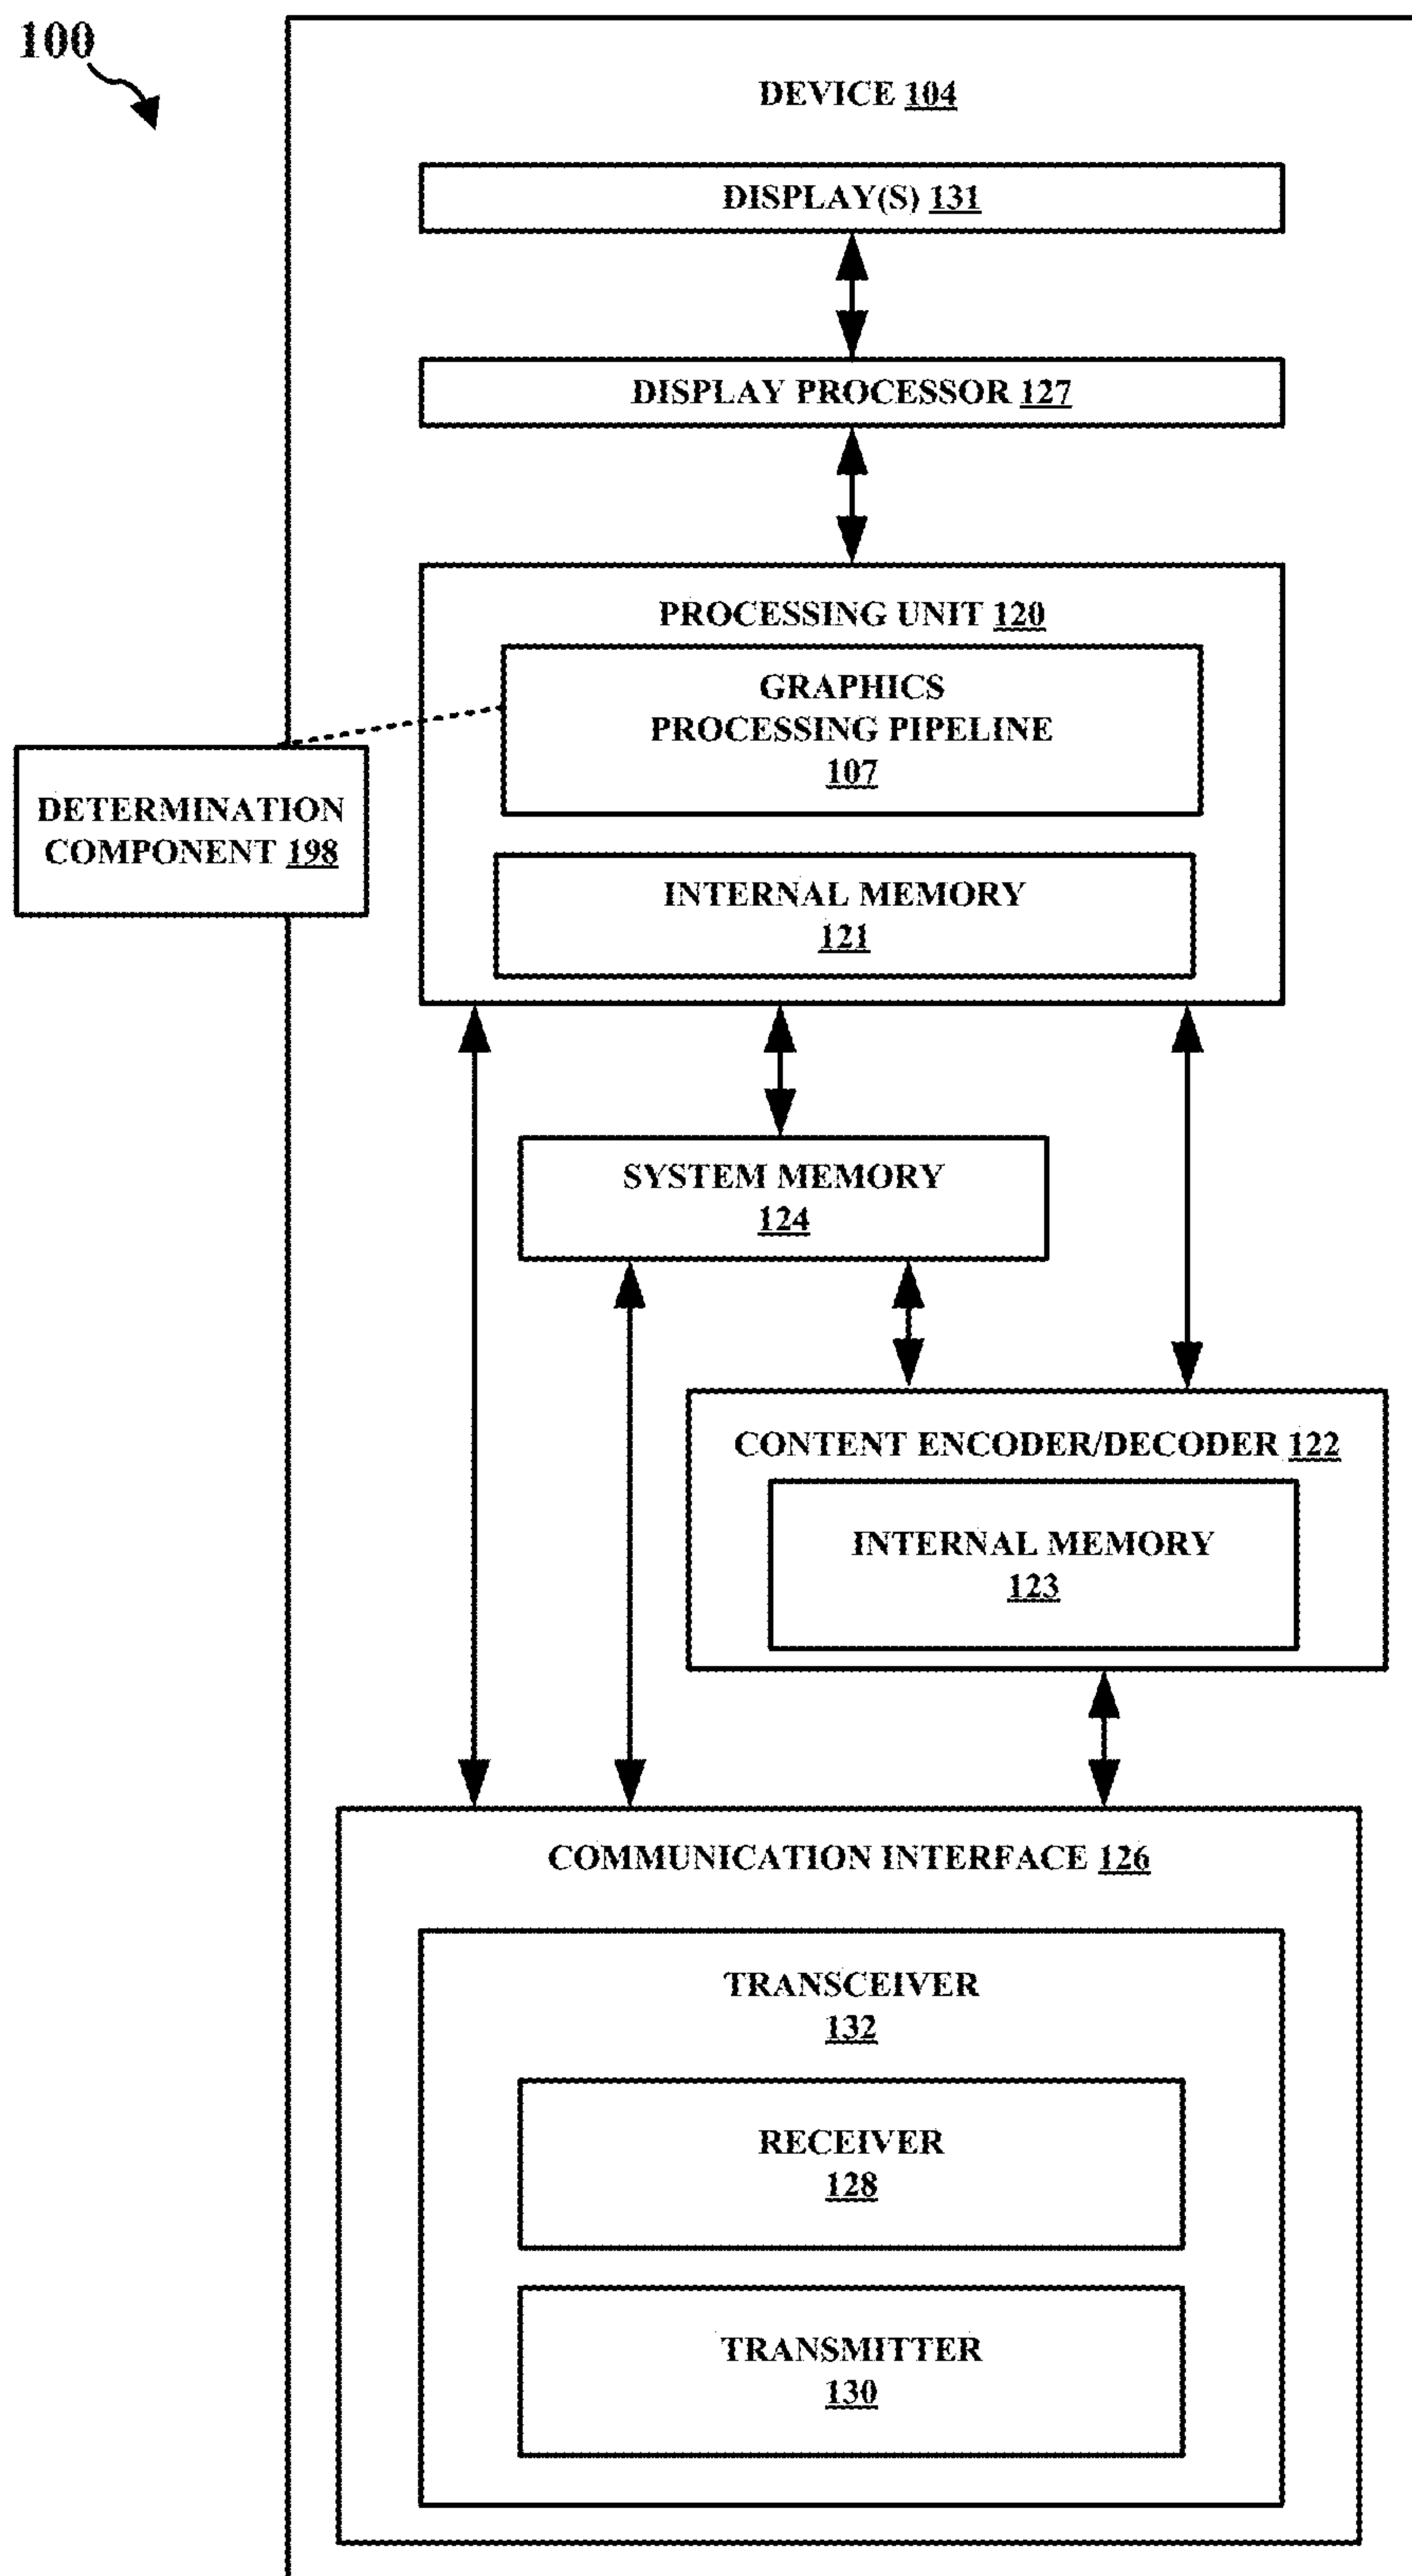 100
DEVICE 104
DISPLAY(S) 131
DISPLAY PROCESSOR 127
PROCESSING UNIT 120
GRAPHICS
PROCESSING PIPELINE
107
DETERMINATION
COMPONENT 198
INTERNAL MEMORY
121
SYSTEM MEMORY
124
CONTENT ENCODER/DECODER 122
INTERNAL MEMORY
123
COMMUNICATION INTERFACE 126
TRANSCEIVER
132
RECEIVER
128
TRANSMITTER
130